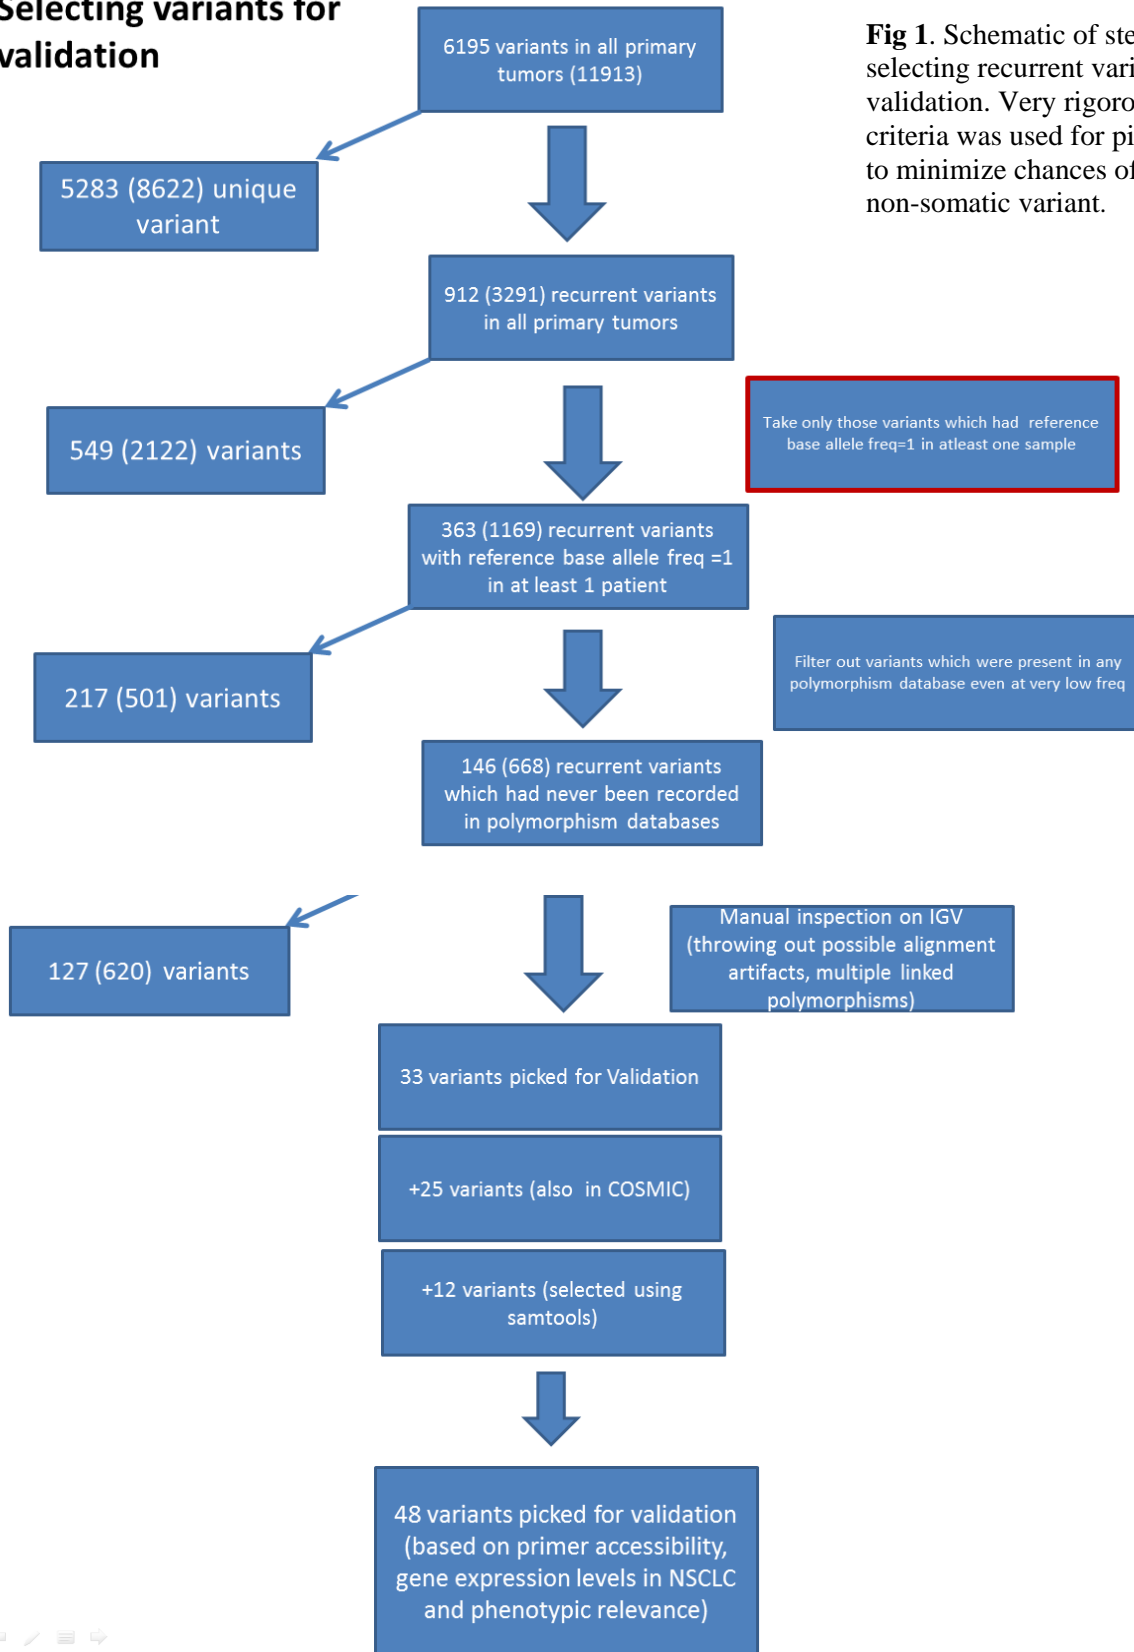 Selecting variants for
validation
6195 variants in all primary
tumors (11913)
Fig 1. Schematic of
selecting recurrent
validation. Very
criteria was used for
to minimize chances of
non-somatic variant.
5283 (8622) unique
variant
912 (3291) recurrent variants
in all primary tumors
549 (2122) variants
Take only those variants which had reference
base allele freq=1 in atleast one sample
363 (1169) recurrent variants
with reference base allele freq =1
in at least 1 patient
217 (501) variants
Filter out variants which were present in any
polymorphism database even at very low freq
146 (668) recurrent variants
which had never been recorded
in polymorphism databases
127 (620) variants
Manual inspection on IGV
(throwing out possible alignment
artifacts, multiple linked
polymorphisms)
33 variants picked for Validation
+25 variants (also in COSMIC)
+12 variants (selected using
samtools)
48 variants picked for validation
(based on primer accessibility,
gene expression levels in NSCLC
and phenotypic relevance)